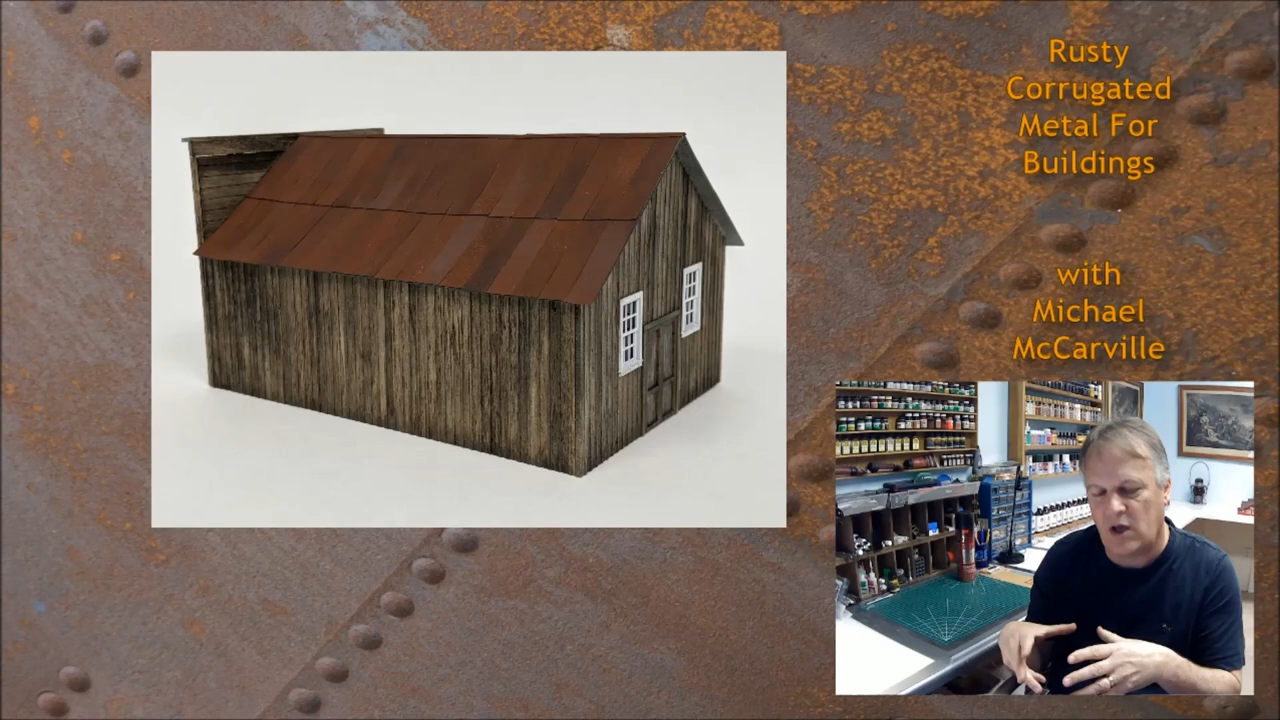 Rusty
Corrugated
Metal For
Buildings
with
Michael
McCarville